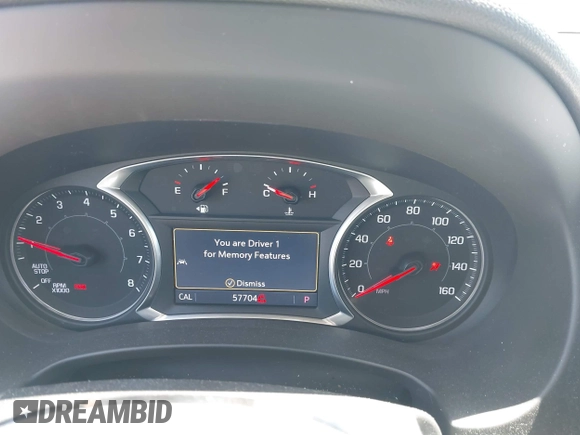 E F C H
2 3 4 5 6 7 8
AUTO
STOP
OFF
RPM
X1000
You are Driver 1
for Memory Features
Dismiss
CAL 57704 P
0 20 40 60 80 100 120 140 160
MPH
DREAMBID